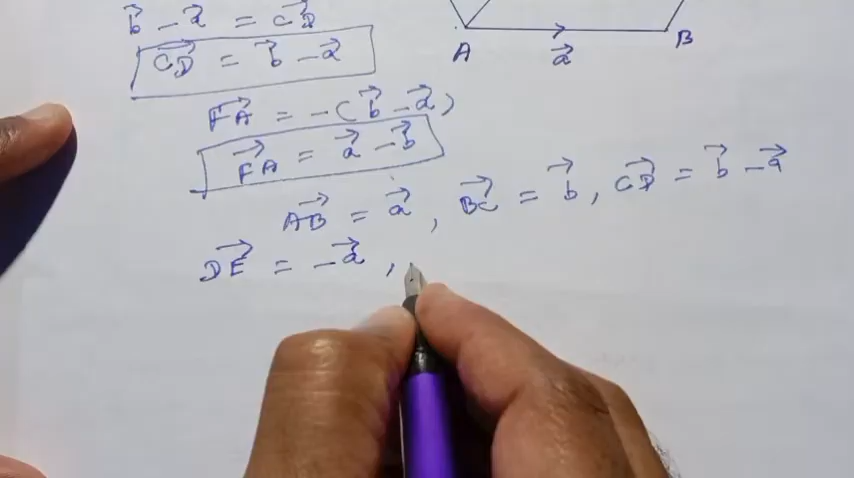 b⃗ - a⃗ = CD⃗
CD⃗ = b⃗ - a⃗
A a⃗ B
FA⃗ = -(b⃗ - a⃗)
FA⃗ = a⃗ - b⃗
AB⃗ = a⃗, BC⃗ = b⃗, CD⃗ = b⃗ - a⃗
DE⃗ = -a⃗,